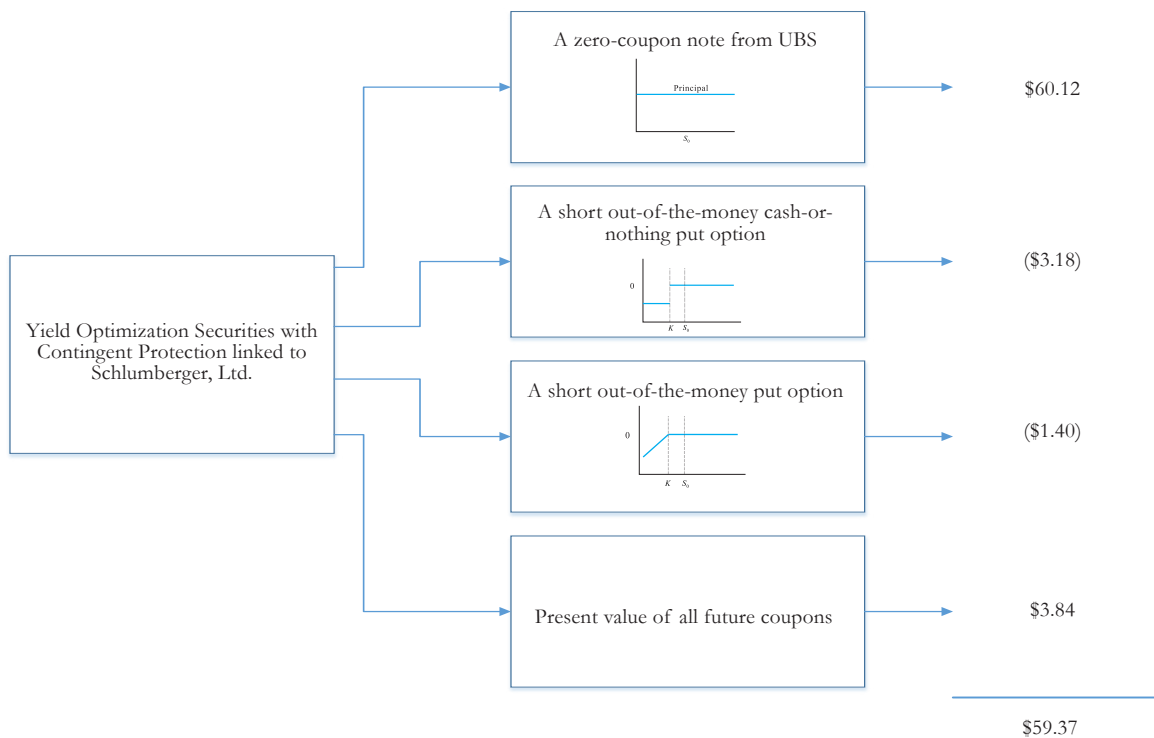 A zero-coupon note from UBS
Principal
S0
$60.12
A short out-of-the-money cash-or-
nothing put option
0
K S0
($3.18)
Yield Optimization Securities with
Contingent Protection linked to
Schlumberger, Ltd.
A short out-of-the-money put option
0
K S0
($1.40)
Present value of all future coupons
$3.84
$59.37